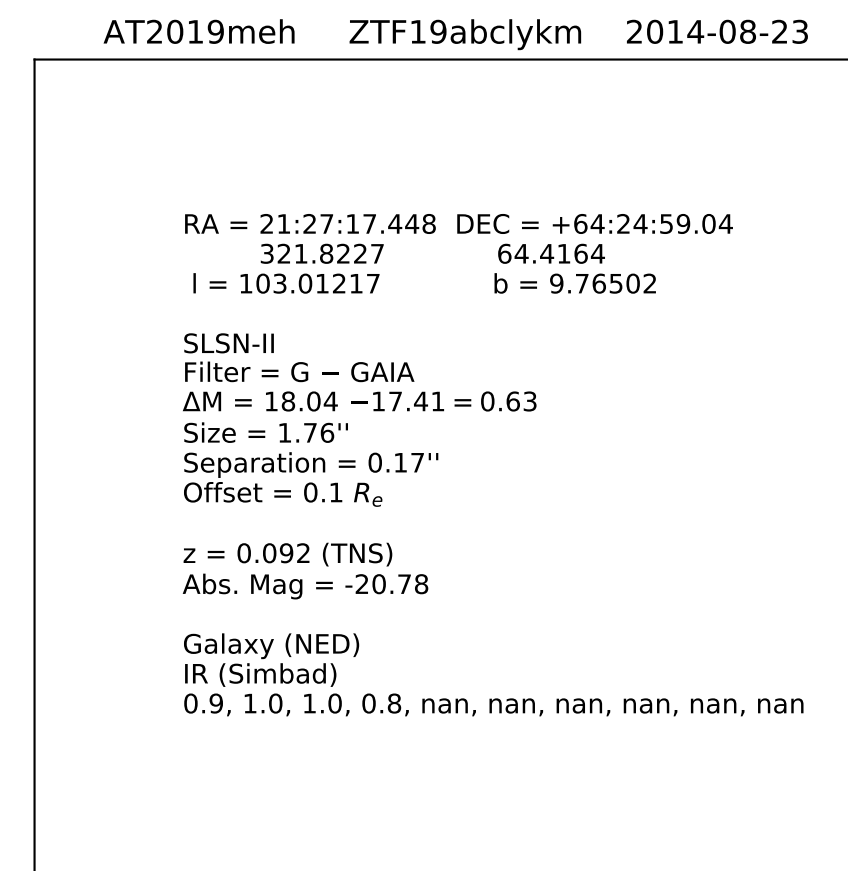 AT2019meh ZTF19abclykm 2014-08-23
RA = 21:27:17.448 DEC = +64:24:59.04
321.8227 64.4164
l = 103.01217 b = 9.76502
SLSN-II
Filter = G − GAIA
ΔM = 18.04 −17.41 = 0.63
Size = 1.76''
Separation = 0.17''
Offset = 0.1 Rₑ
z = 0.092 (TNS)
Abs. Mag = -20.78
Galaxy (NED)
IR (Simbad)
0.9, 1.0, 1.0, 0.8, nan, nan, nan, nan, nan, nan